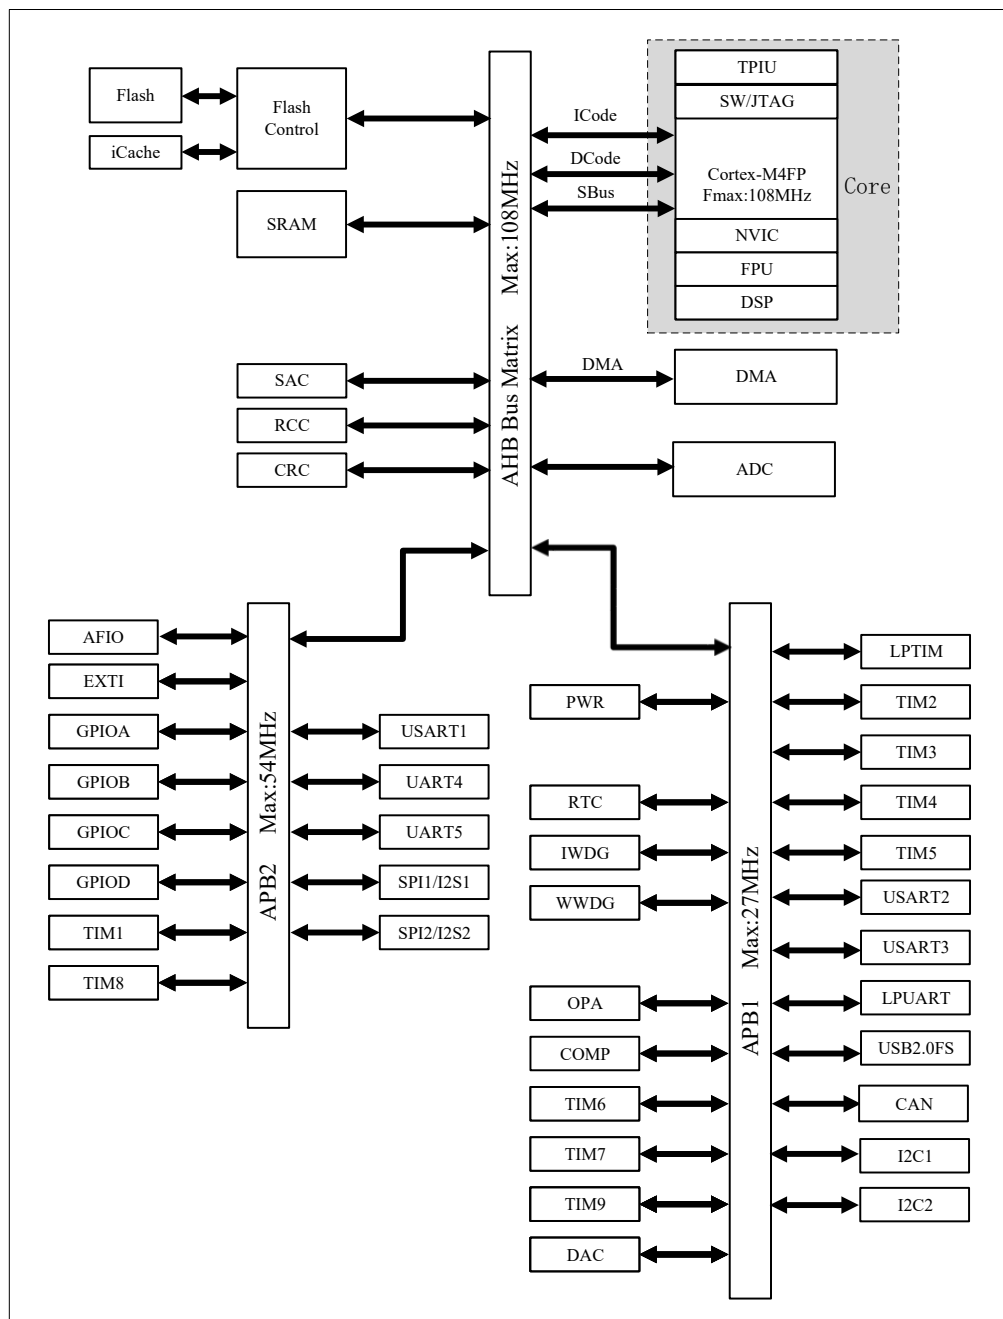 TPIU
SW/JTAG
Flash
Flash
Control
iCache
ICode
DCode
SBus
Cortex-M4FP
Fmax:108MHz
Core
SRAM
NVIC
FPU
DSP
AHB Bus Matrix Max:108MHz
SAC
RCC
CRC
DMA
DMA
ADC
AFIO
EXTI
GPIOA
GPIOB
GPIOC
GPIOD
TIM1
TIM8
APB2 Max:54MHz
USART1
UART4
UART5
SPI1/I2S1
SPI2/I2S2
PWR
RTC
IWDG
WWDG
OPA
COMP
TIM6
TIM7
TIM9
DAC
APB1 Max:27MHz
LPTIM
TIM2
TIM3
TIM4
TIM5
USART2
USART3
LPUART
USB2.0FS
CAN
I2C1
I2C2